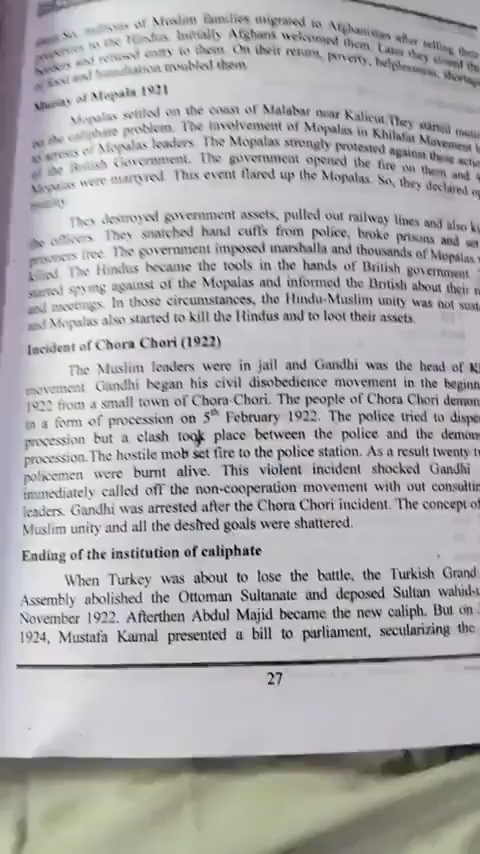 of Muslim families migrated to Afghanistan after selling their
to the Hindus. Initially Afghans welcomed them. Later they closed the
borders and refused entry to them. On their return, poverty, helplessness, shortage
of food and humiliation troubled them.
Mutiny of Mopala 1921
Mopalas settled on the coast of Malabar near Kalicut. They started
on the caliphate problem. The involvement of Mopalas in Khilafat Movement
to arrests of Mopalas leaders. The Mopalas strongly protested against these
of the British Government. The government opened the fire on them and
Mopalas were martyred. This event flared up the Mopalas. So, they declared
They destroyed government assets, pulled out railway lines and also
the officers. They snatched hand cuffs from police, broke prisons and set
prisoners free. The government imposed marshalla and thousands of Mopalas
killed. The Hindus became the tools in the hands of British government.
started spying against of the Mopalas and informed the British about their
and meetings. In those circumstances, the Hindu-Muslim unity was not sust
and Mopalas also started to kill the Hindus and to loot their assets.
Incident of Chora Chori (1922)
The Muslim leaders were in jail and Gandhi was the head of
movement. Gandhi began his civil disobedience movement in the beginn
1922 from a small town of Chora-Chori. The people of Chora Chori demon
in a form of procession on 5th February 1922. The police tried to dispe
procession but a clash took place between the police and the demon
procession. The hostile mob set fire to the police station. As a result twenty
policemen were burnt alive. This violent incident shocked Gandhi
immediately called off the non-cooperation movement with out consultin
leaders. Gandhi was arrested after the Chora Chori incident. The concept of
Muslim unity and all the desired goals were shattered.
Ending of the institution of caliphate
When Turkey was about to lose the battle, the Turkish Grand
Assembly abolished the Ottoman Sultanate and deposed Sultan wahid-u
November 1922. Afterthen Abdul Majid became the new caliph. But on
1924, Mustafa Kamal presented a bill to parliament, secularizing the
27